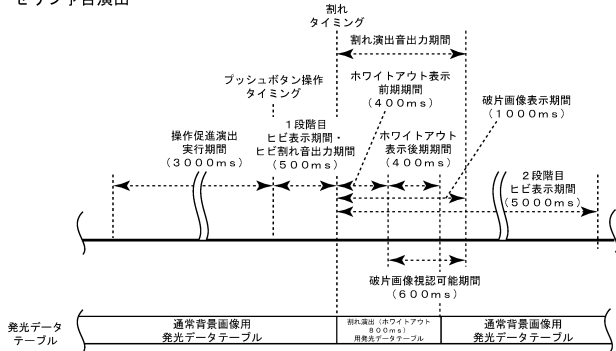 セリフ予告演出
割れ
タイミング
割れ演出音出力期間
プッシュボタン操作
タイミング
ホワイトアウト表示
前期期間
（４００ｍｓ）
破片画像表示期間
（１０００ｍｓ）
操作促進演出
実行期間
（３０００ｍｓ）
１段階目
ヒビ表示期間・
ヒビ割れ音出力期間
（５００ｍｓ）
ホワイトアウト
表示後期期間
（４００ｍｓ）
２段階目
ヒビ表示期間
（５０００ｍｓ）
破片画像視認可能期間
（６００ｍｓ）
発光データ
テーブル
通常背景画像用
発光データテーブル
割れ演出（ホワイトアウト
８００ｍｓ）
用発光データテーブル
通常背景画像用
発光データテーブル